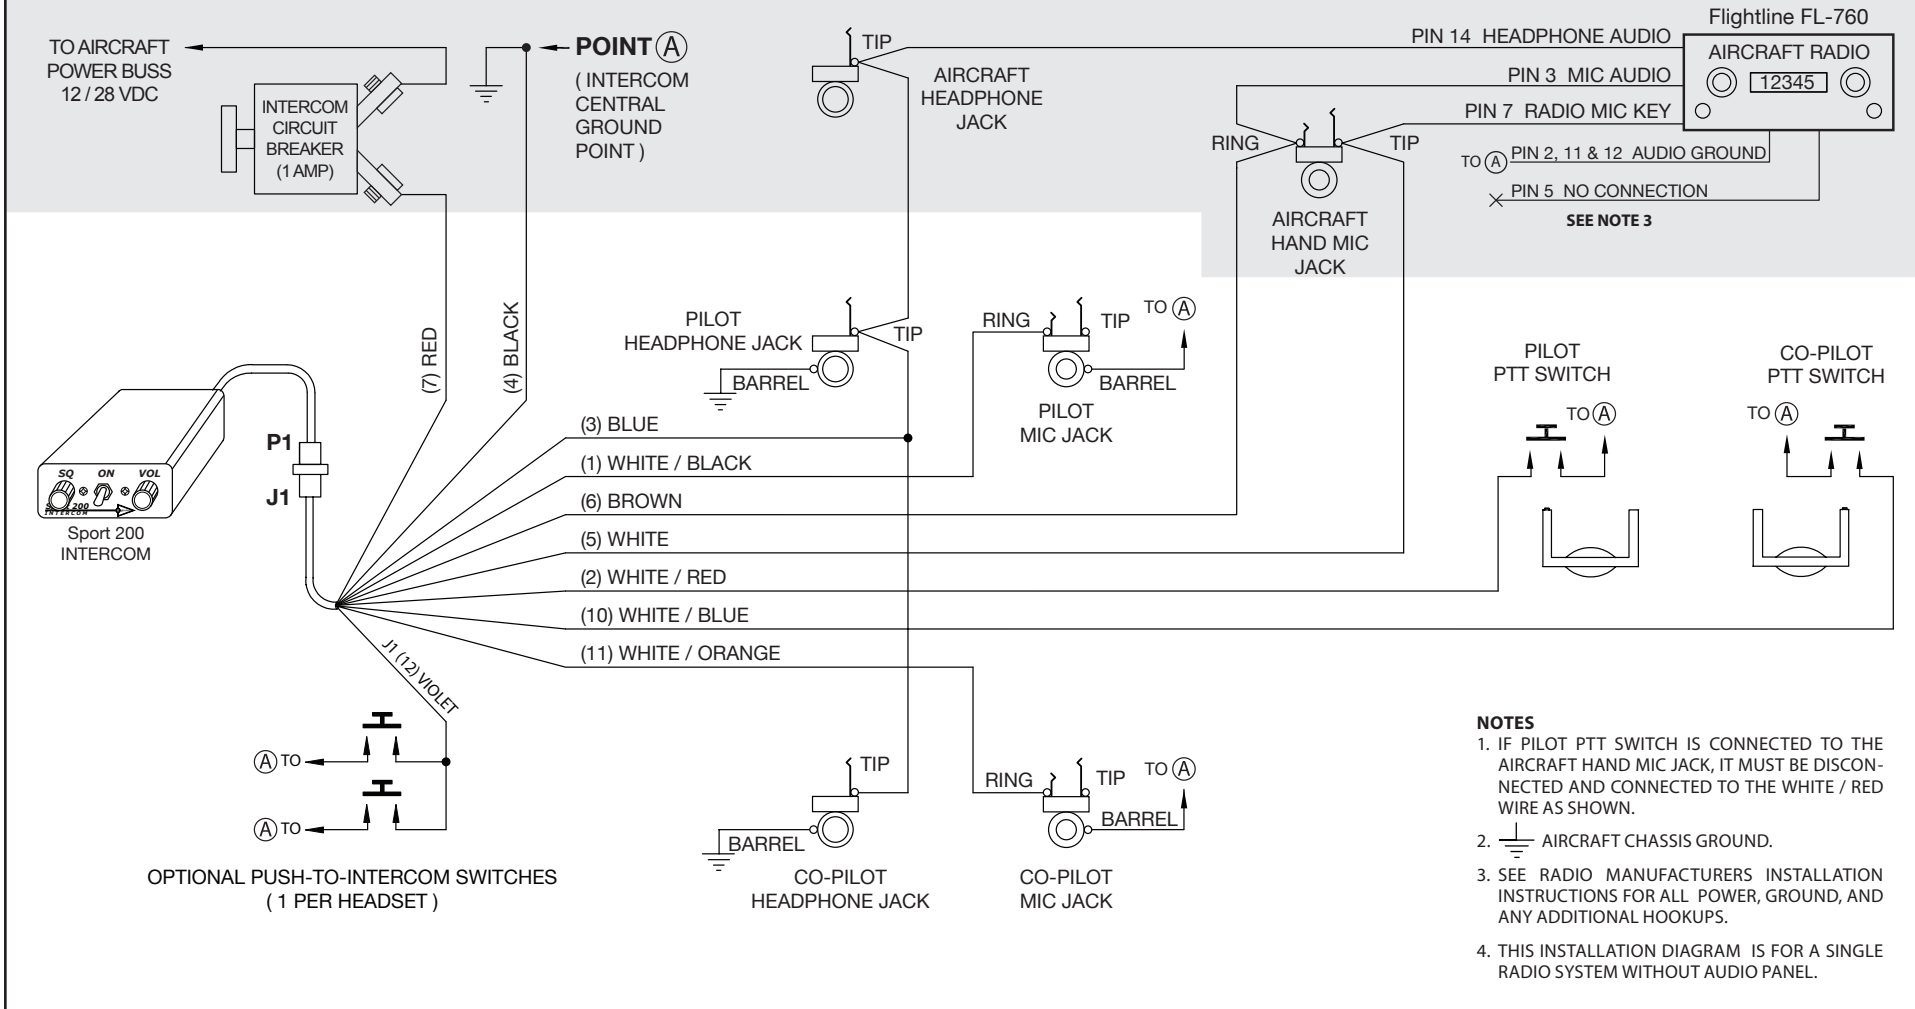 Flightline FL-760
TO AIRCRAFT
POWER BUSS
12 / 28 VDC
INTERCOM
CIRCUIT
BREAKER
(1 AMP)
POINT A
( INTERCOM
CENTRAL
GROUND
POINT )
TIP
AIRCRAFT
HEADPHONE
JACK
PIN 14 HEADPHONE AUDIO
PIN 3 MIC AUDIO
PIN 7 RADIO MIC KEY
AIRCRAFT RADIO
12345
RING
TIP
TO A PIN 2, 11 & 12 AUDIO GROUND
PIN 5 NO CONNECTION
SEE NOTE 3
AIRCRAFT
HAND MIC
JACK
(7) RED
(4) BLACK
PILOT
HEADPHONE JACK
TIP
BARREL
RING
TIP
TO A
BARREL
PILOT
MIC JACK
PILOT
PTT SWITCH
TO A
CO-PILOT
PTT SWITCH
TO A
P1
J1
SQ
ON
VOL
200
INTERCOM
Sport 200
INTERCOM
(3) BLUE
(1) WHITE / BLACK
(6) BROWN
(5) WHITE
(2) WHITE / RED
(10) WHITE / BLUE
(11) WHITE / ORANGE
J1 (12) VIOLET
A TO
A TO
OPTIONAL PUSH-TO-INTERCOM SWITCHES
( 1 PER HEADSET )
TIP
BARREL
CO-PILOT
HEADPHONE JACK
RING
TIP
TO A
BARREL
CO-PILOT
MIC JACK
NOTES
1. IF PILOT PTT SWITCH IS CONNECTED TO THE
AIRCRAFT HAND MIC JACK, IT MUST BE DISCON-
NECTED AND CONNECTED TO THE WHITE / RED
WIRE AS SHOWN.
2. AIRCRAFT CHASSIS GROUND.
3. SEE RADIO MANUFACTURERS INSTALLATION
INSTRUCTIONS FOR ALL POWER, GROUND, AND
ANY ADDITIONAL HOOKUPS.
4. THIS INSTALLATION DIAGRAM IS FOR A SINGLE
RADIO SYSTEM WITHOUT AUDIO PANEL.